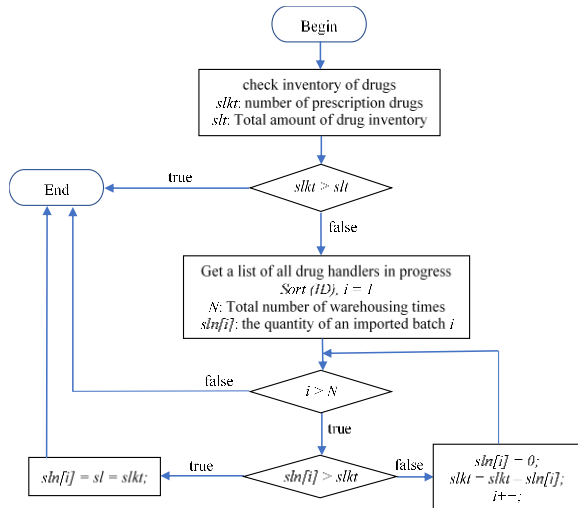 Begin
check inventory of drugs
slkt: number of prescription drugs
slt: Total amount of drug inventory
true
End
slkt > slt
false
Get a list of all drug handlers in progress
Sort (ID), i = 1
N: Total number of warehousing times
sln[i]: the quantity of an imported batch i
false
i > N
true
sln[i] = sl = slkt;
true
sln[i] > slkt
false
sln[i] = 0;
slkt = slkt – sln[i];
i++;